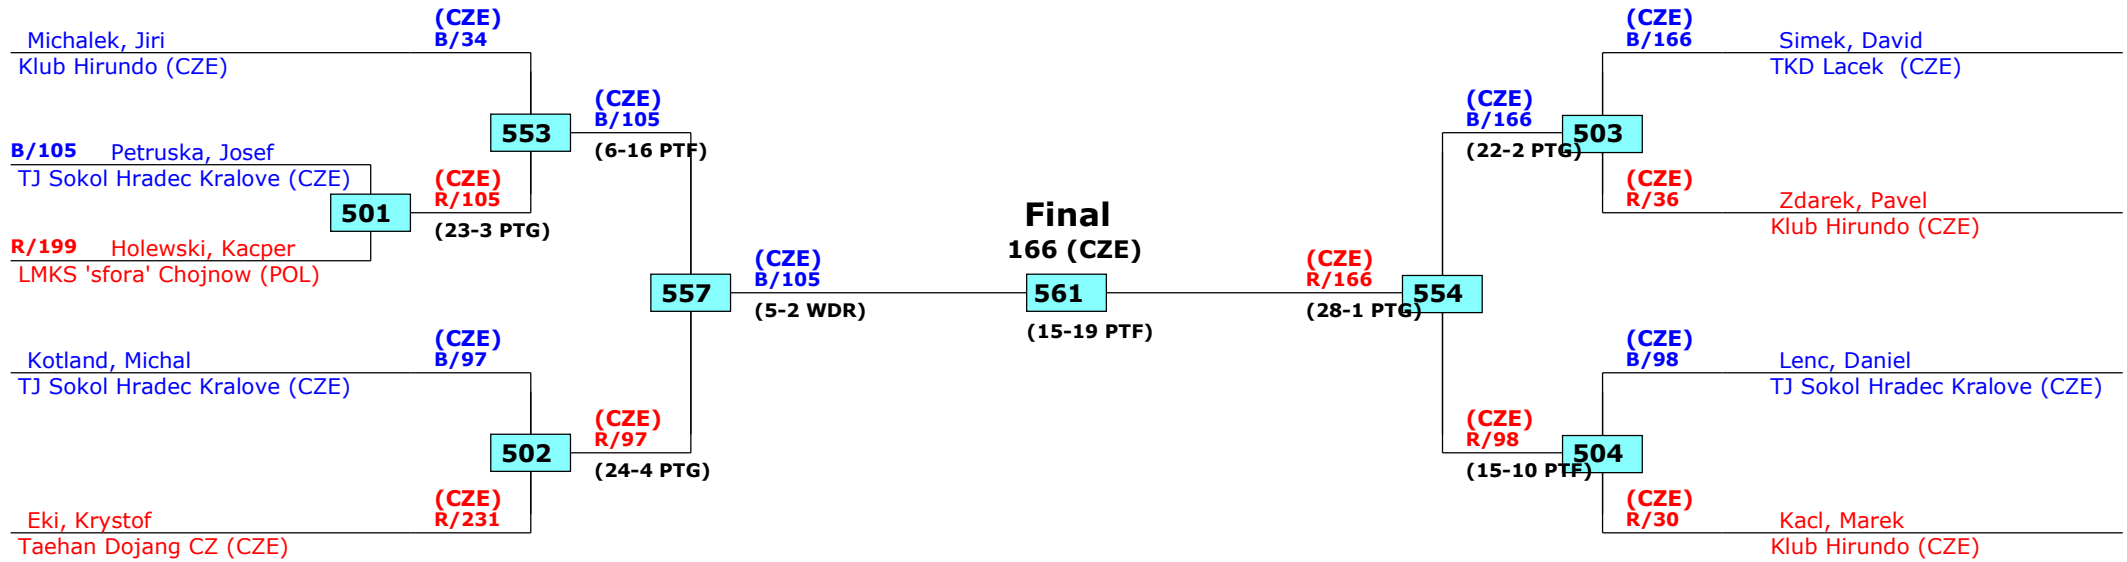 (CZE)
B/34
Michalek, Jiri
Klub Hirundo (CZE)
553
(CZE)
B/105
(6-16 PTF)
B/105 Petruska, Josef
TJ Sokol Hradec Kralove (CZE)
501
(CZE)
R/105
(23-3 PTG)
R/199 Holewski, Kacper
LMKS 'sfora' Chojnow (POL)
557
(CZE)
B/105
(5-2 WDR)
(CZE)
B/97
Kotland, Michal
TJ Sokol Hradec Kralove (CZE)
502
(CZE)
R/97
(24-4 PTG)
(CZE)
R/231
Eki, Krystof
Taehan Dojang CZ (CZE)
Final
166 (CZE)
561
(15-19 PTF)
(CZE)
R/166
(28-1 PTG)
554
(CZE)
B/166
Simek, David
TKD Lacek (CZE)
(CZE)
B/166
(22-2 PTG)
503
(CZE)
R/36
Zdarek, Pavel
Klub Hirundo (CZE)
(CZE)
B/98
Lenc, Daniel
TJ Sokol Hradec Kralove (CZE)
(CZE)
R/98
(15-10 PTF)
504
(CZE)
R/30
Kacl, Marek
Klub Hirundo (CZE)